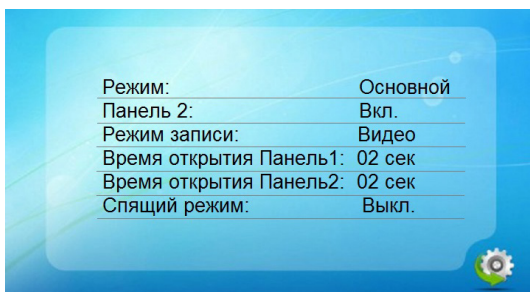 Режим: Основной
Панель 2: Вкл.
Режим записи: Видео
Время открытия Панель1: 02 сек
Время открытия Панель2: 02 сек
Спящий режим: Выкл.